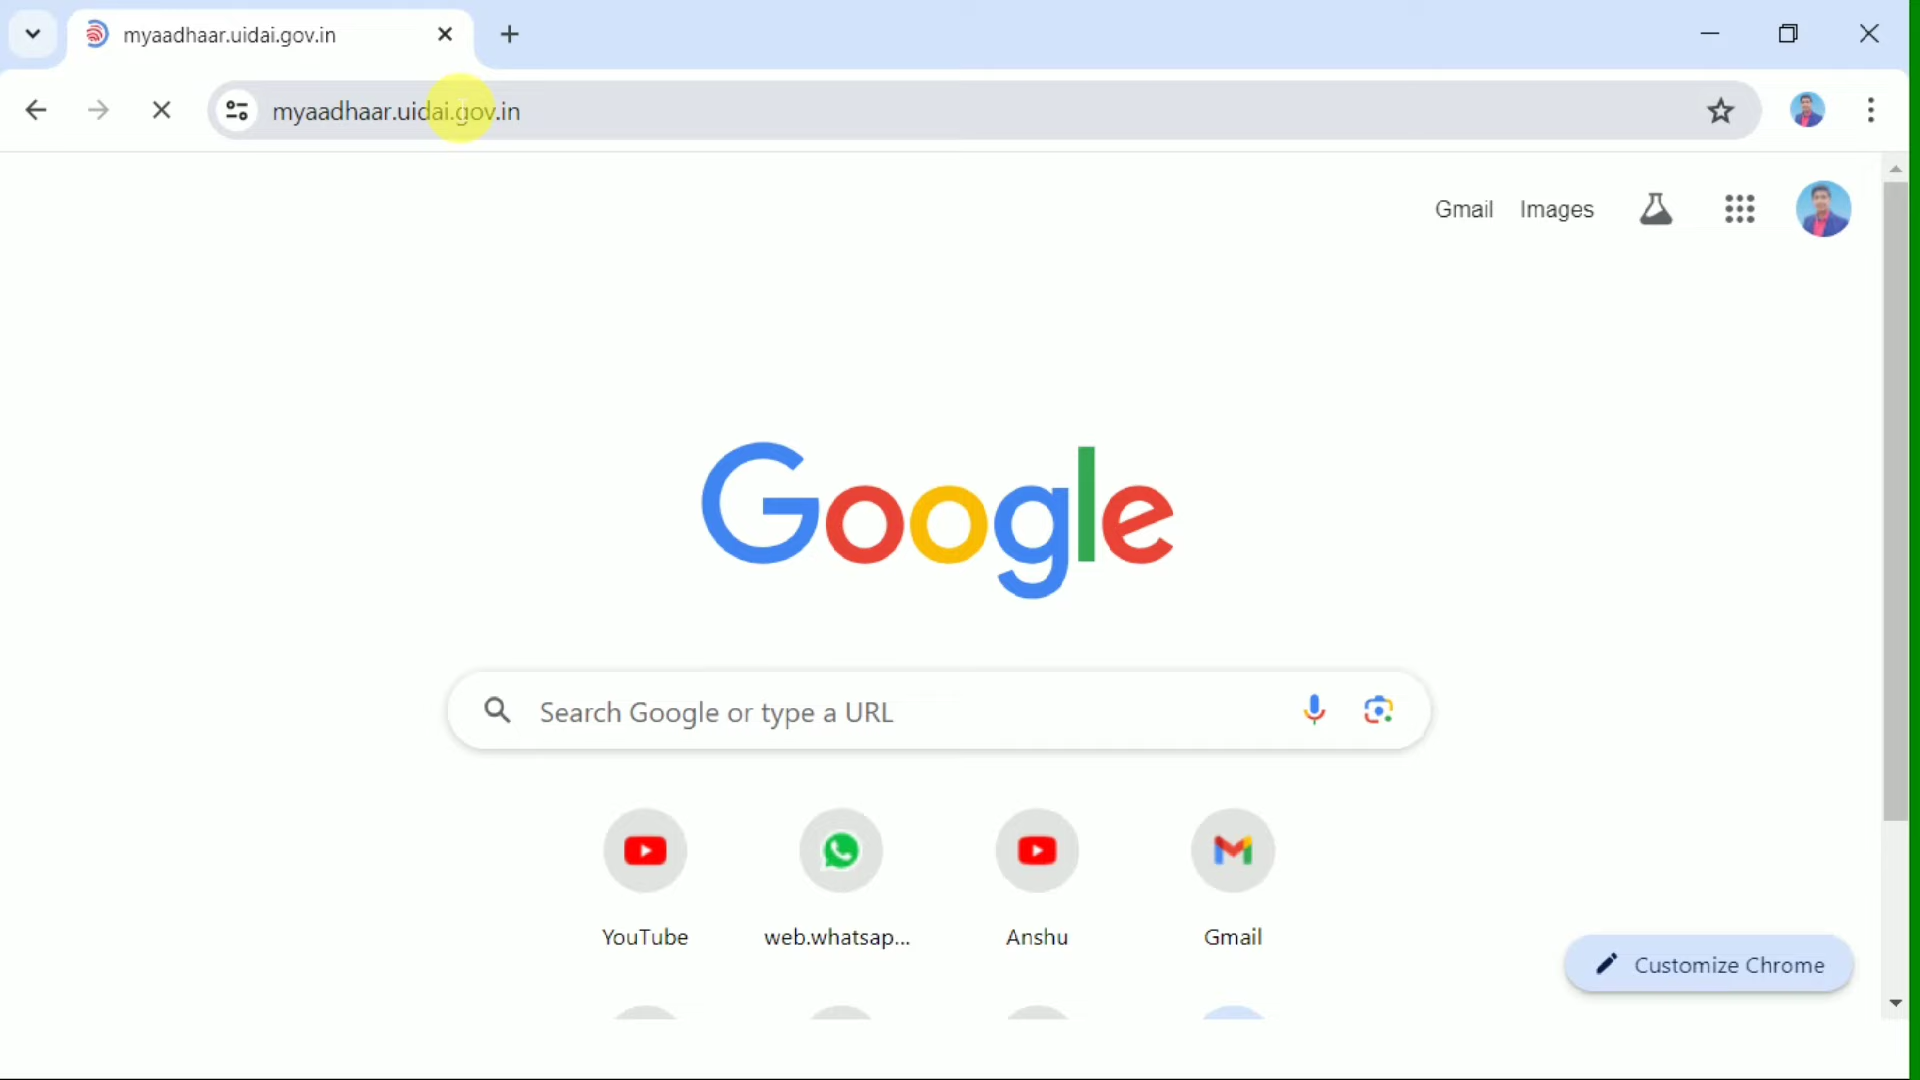 myaadhaar.uidai.gov.in
myaadhaar.uidai.gov.in
Gmail Images
Google
Search Google or type a URL
YouTube web.whatsap... Anshu Gmail
Customize Chrome